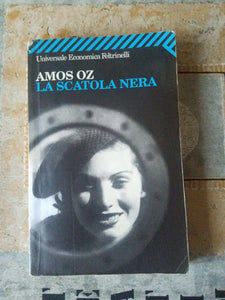 Universale Economica Feltrinelli
AMOS OZ
LA SCATOLA NERA